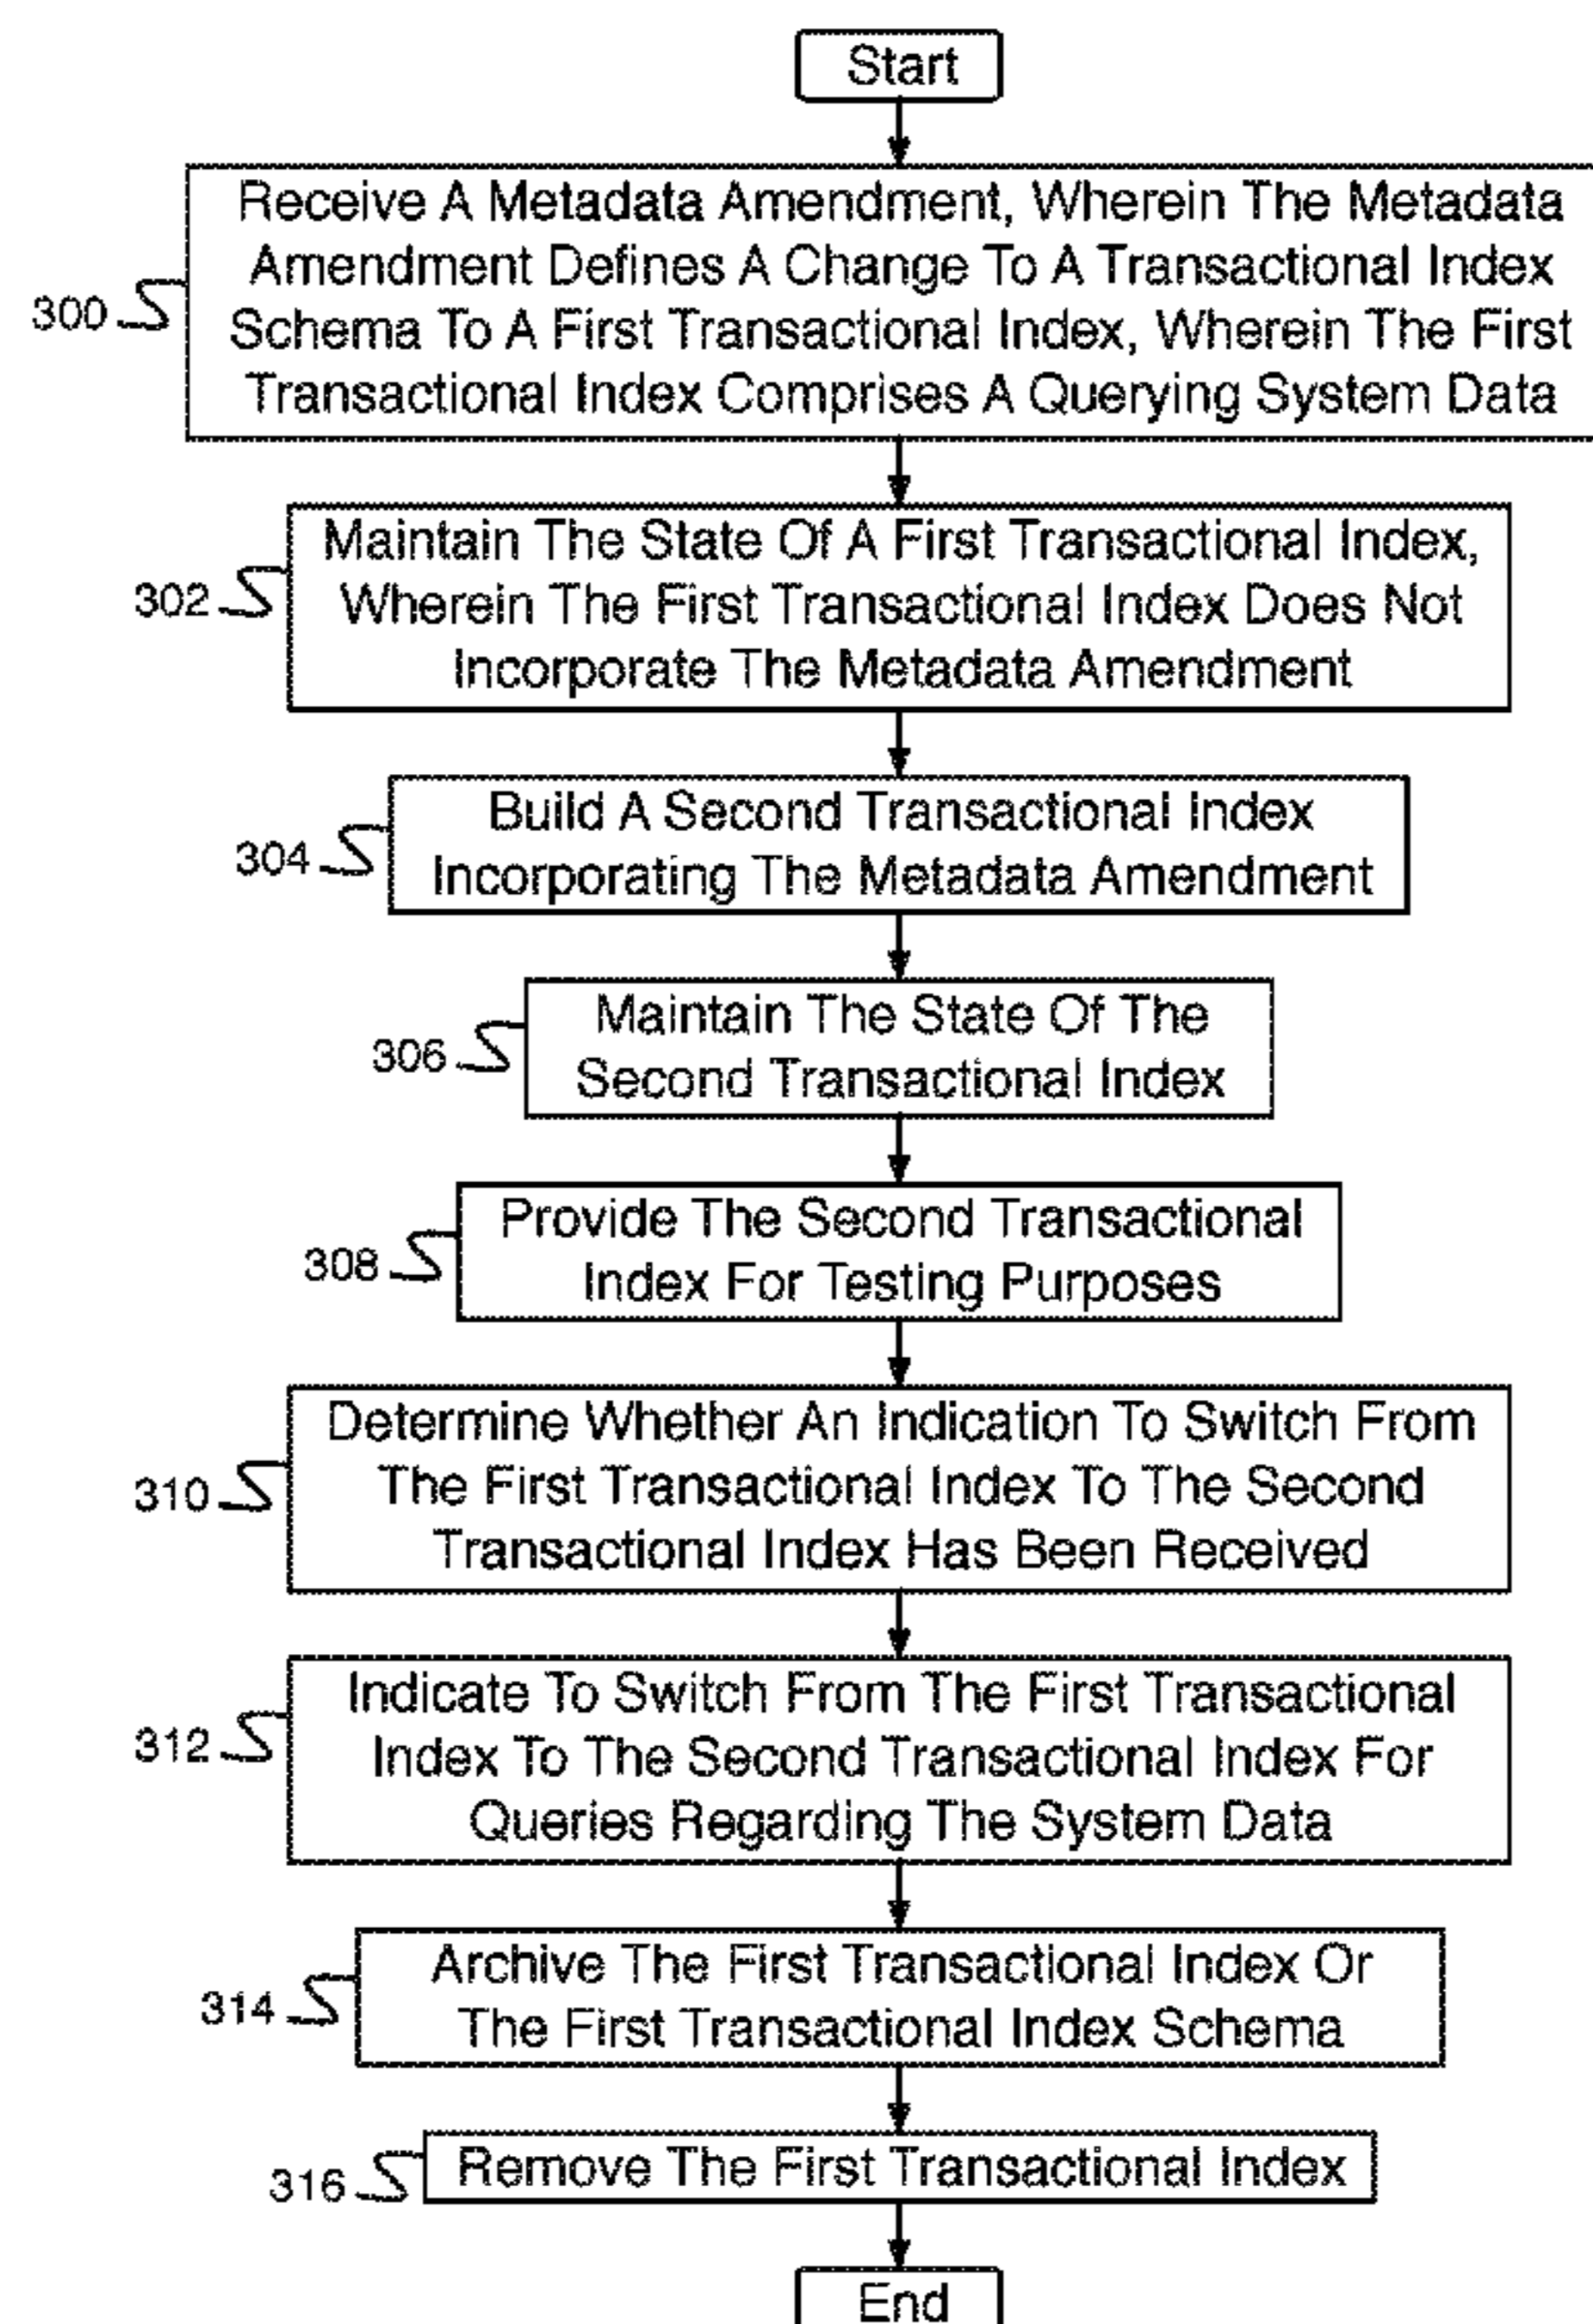 Start
Receive A Metadata Amendment, Wherein The Metadata
Amendment Defines A Change To A Transactional Index
Schema To A First Transactional Index, Wherein The First
Transactional Index Comprises A Querying System Data
300
Maintain The State Of A First Transactional Index,
Wherein The First Transactional Index Does Not
Incorporate The Metadata Amendment
302
Build A Second Transactional Index
Incorporating The Metadata Amendment
304
Maintain The State Of The
Second Transactional Index
306
Provide The Second Transactional
Index For Testing Purposes
308
Determine Whether An Indication To Switch From
The First Transactional Index To The Second
Transactional Index Has Been Received
310
Indicate To Switch From The First Transactional
Index To The Second Transactional Index For
Queries Regarding The System Data
312
Archive The First Transactional Index Or
The First Transactional Index Schema
314
Remove The First Transactional Index
316
End